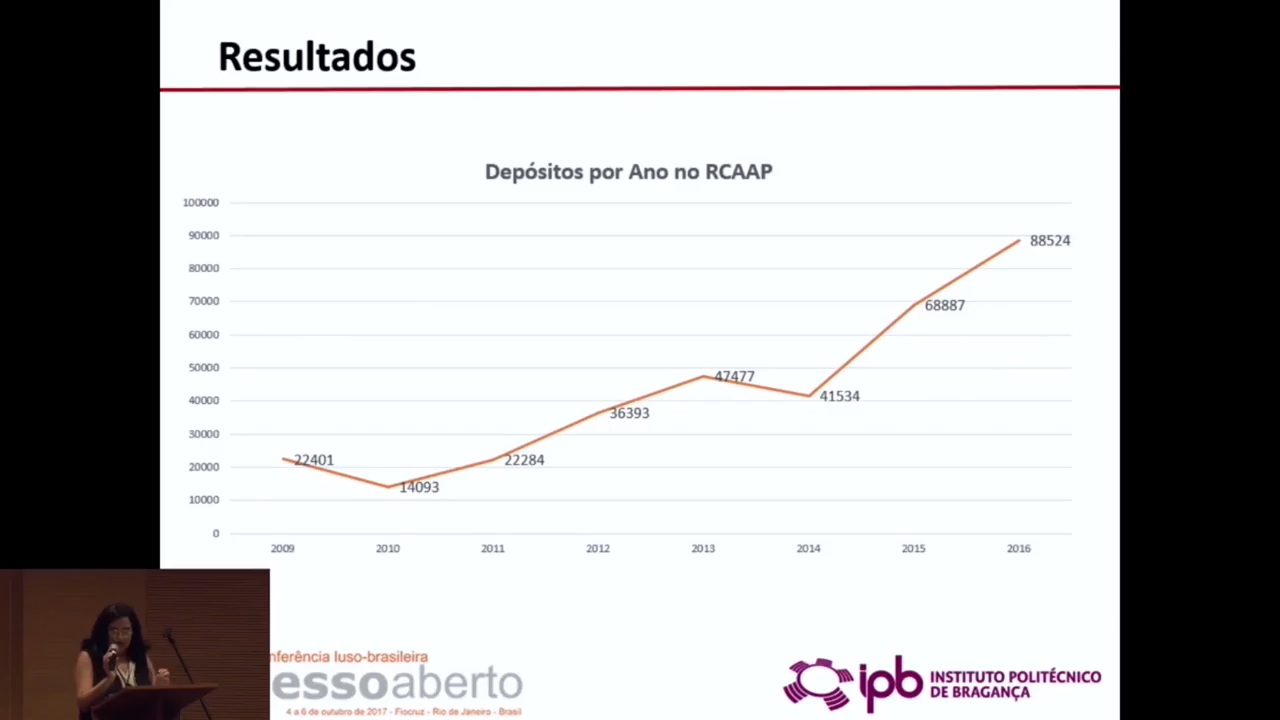 Resultados
Depósitos por Ano no RCAAP
100000
90000
80000
70000
60000
50000
40000
30000
20000
10000
0
22401
14093
22284
36393
47477
41534
68887
88524
2009 2010 2011 2012 2013 2014 2015 2016
nferência luso-brasileira
essoaberto
4 a 6 de outubro de 2017 - Fiocruz - Rio de Janeiro - Brasil
ipb INSTITUTO POLITÉCNICO
DE BRAGANÇA